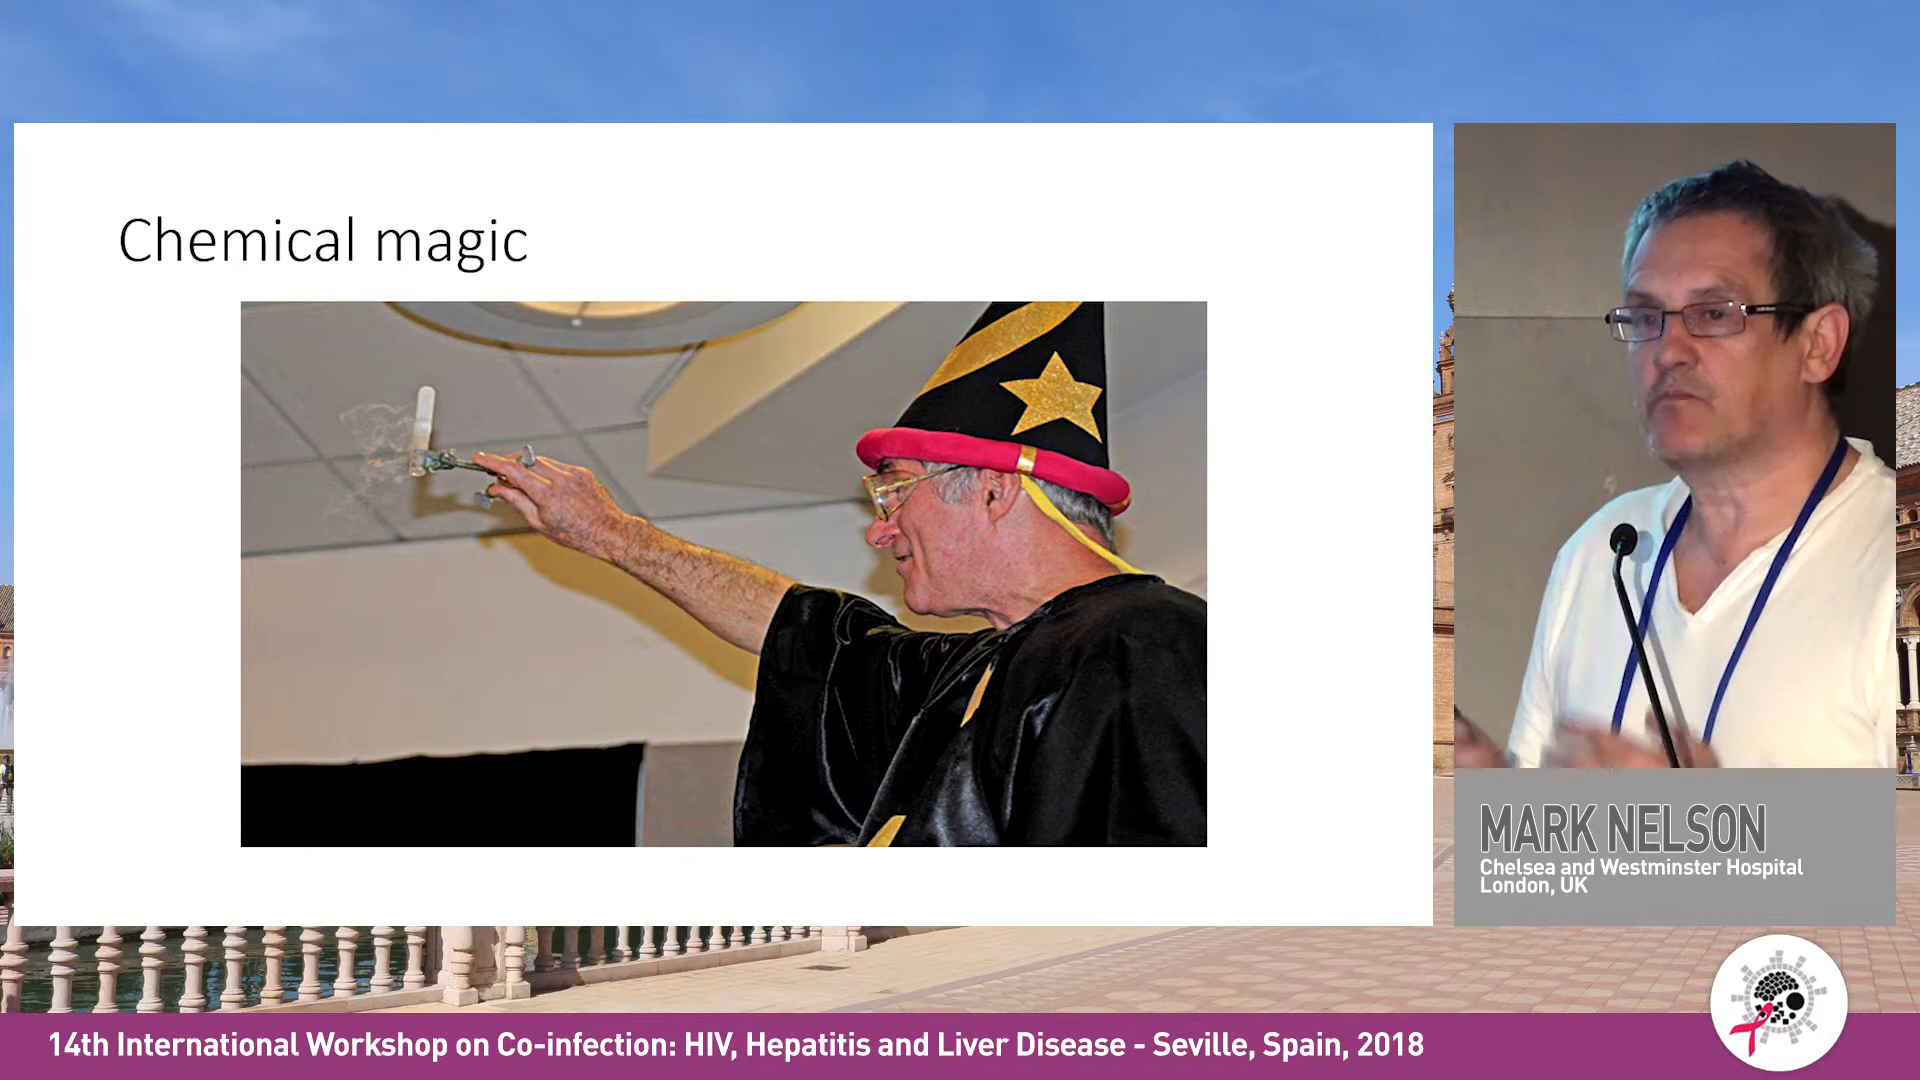 Chemical magic
MARK NELSON
Chelsea and Westminster Hospital
London, UK
14th International Workshop on Co-infection: HIV, Hepatitis and Liver Disease - Seville, Spain, 2018